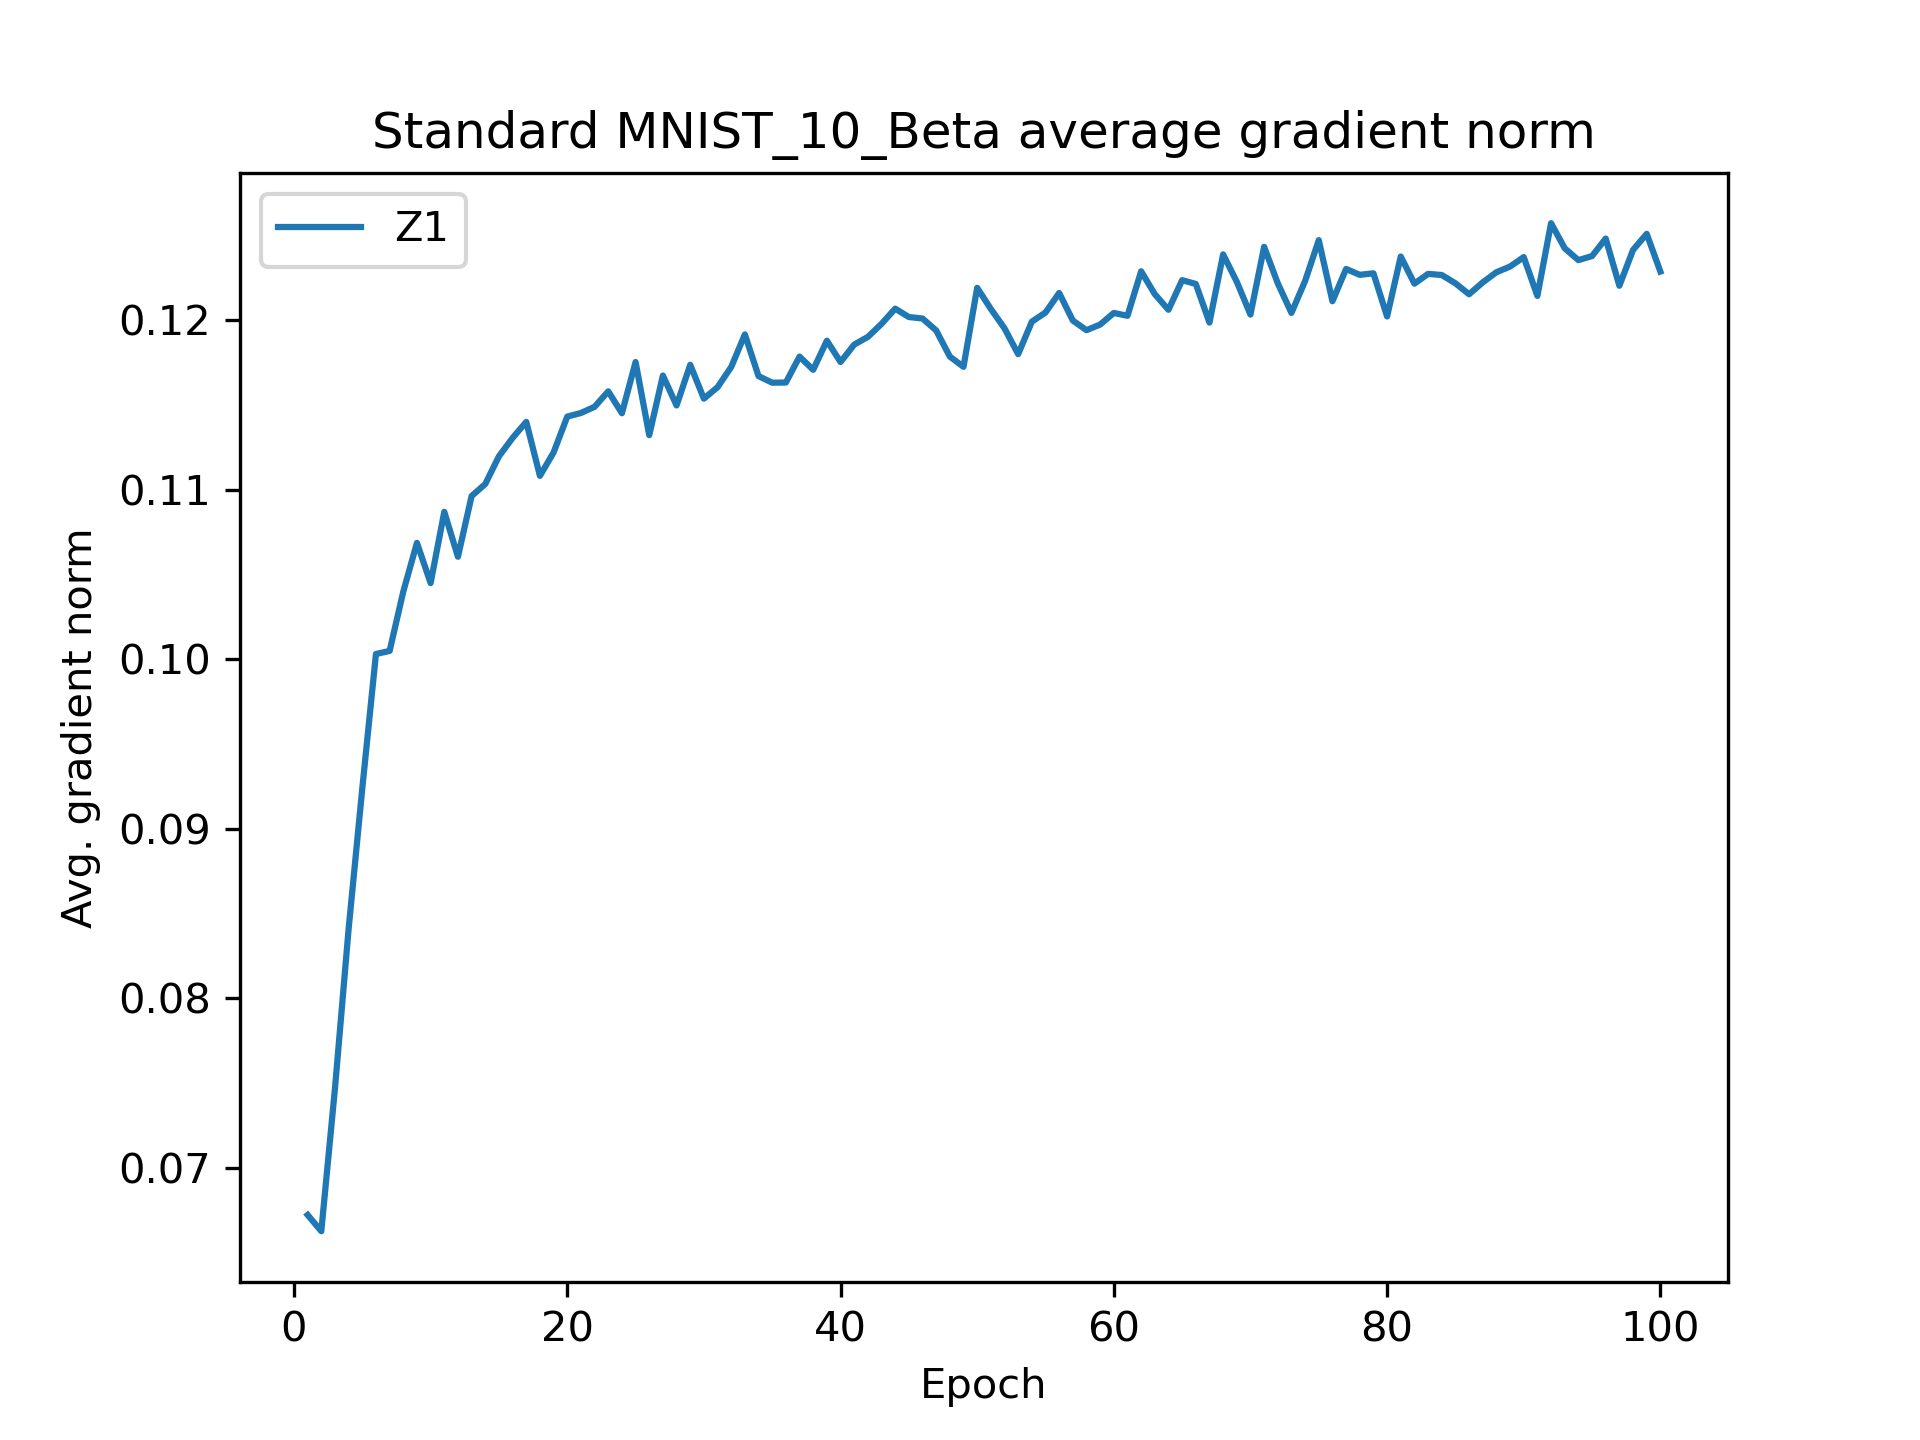 Standard MNIST_10_Beta average gradient norm
Z1
Avg. gradient norm
0.12
0.11
0.10
0.09
0.08
0.07
0 20 40 60 80 100
Epoch